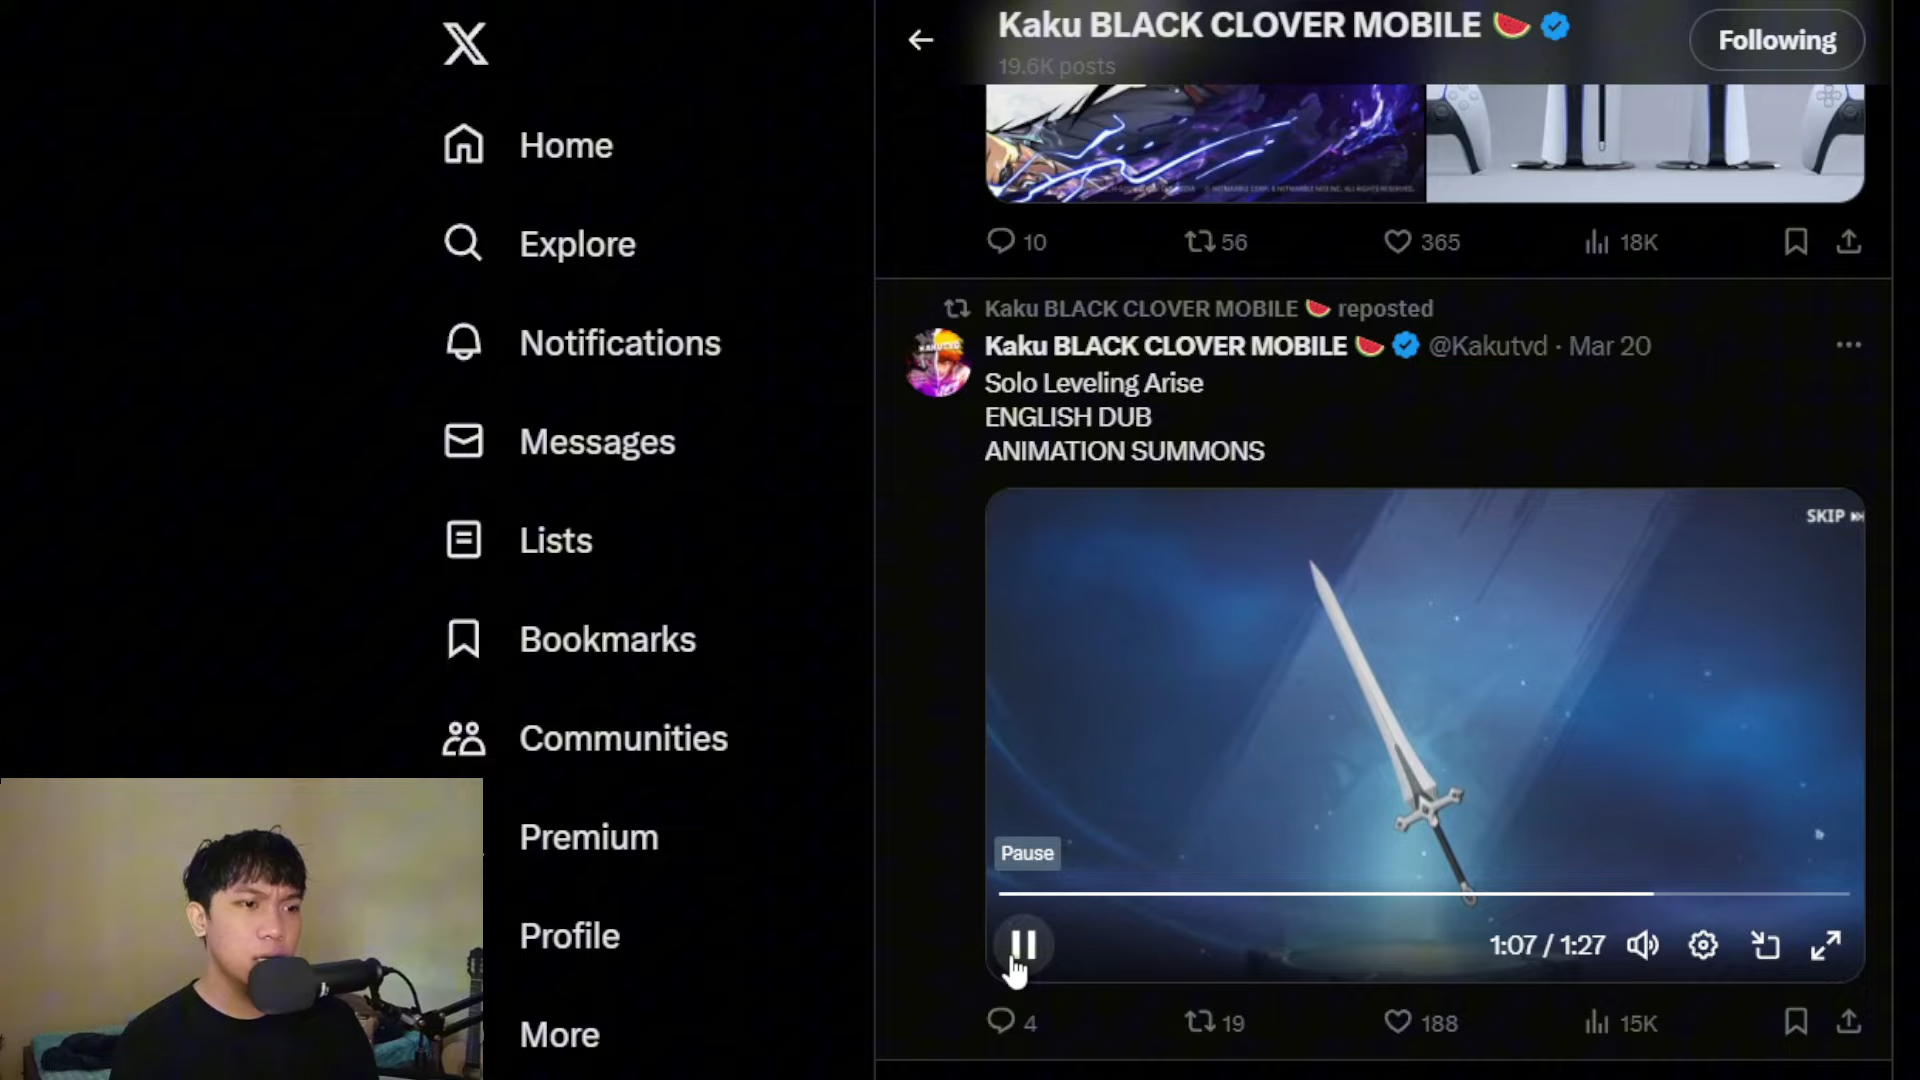 Home
Explore
Notifications
Messages
Lists
Bookmarks
Communities
Premium
Profile
More
Kaku BLACK CLOVER MOBILE 🍉
19.6K posts
Following
10 56 365 18K
Kaku BLACK CLOVER MOBILE 🍉 reposted
Kaku BLACK CLOVER MOBILE 🍉 @Kakutvd · Mar 20
Solo Leveling Arise
ENGLISH DUB
ANIMATION SUMMONS
SKIP
Pause
1:07 / 1:27
4 19 188 15K